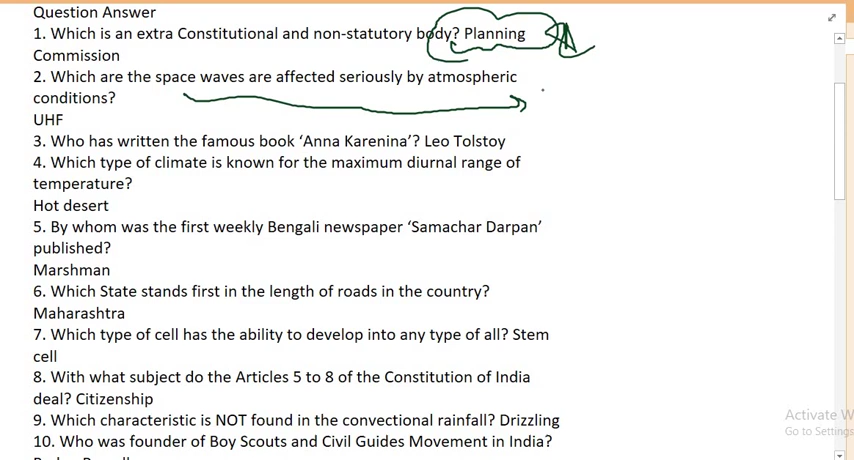 Question Answer
1. Which is an extra Constitutional and non-statutory body? Planning
Commission
2. Which are the space waves are affected seriously by atmospheric
conditions?
UHF
3. Who has written the famous book ‘Anna Karenina’? Leo Tolstoy
4. Which type of climate is known for the maximum diurnal range of
temperature?
Hot desert
5. By whom was the first weekly Bengali newspaper ‘Samachar Darpan’
published?
Marshman
6. Which State stands first in the length of roads in the country?
Maharashtra
7. Which type of cell has the ability to develop into any type of all? Stem
cell
8. With what subject do the Articles 5 to 8 of the Constitution of India
deal? Citizenship
9. Which characteristic is NOT found in the convectional rainfall? Drizzling
10. Who was founder of Boy Scouts and Civil Guides Movement in India?
Activate W
Go to Settings